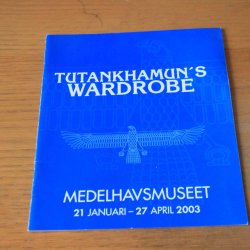 TUTANKHAMUN´S
WARDROBE
MEDELHAVSMUSEET
21 JANUARI – 27 APRIL 2003